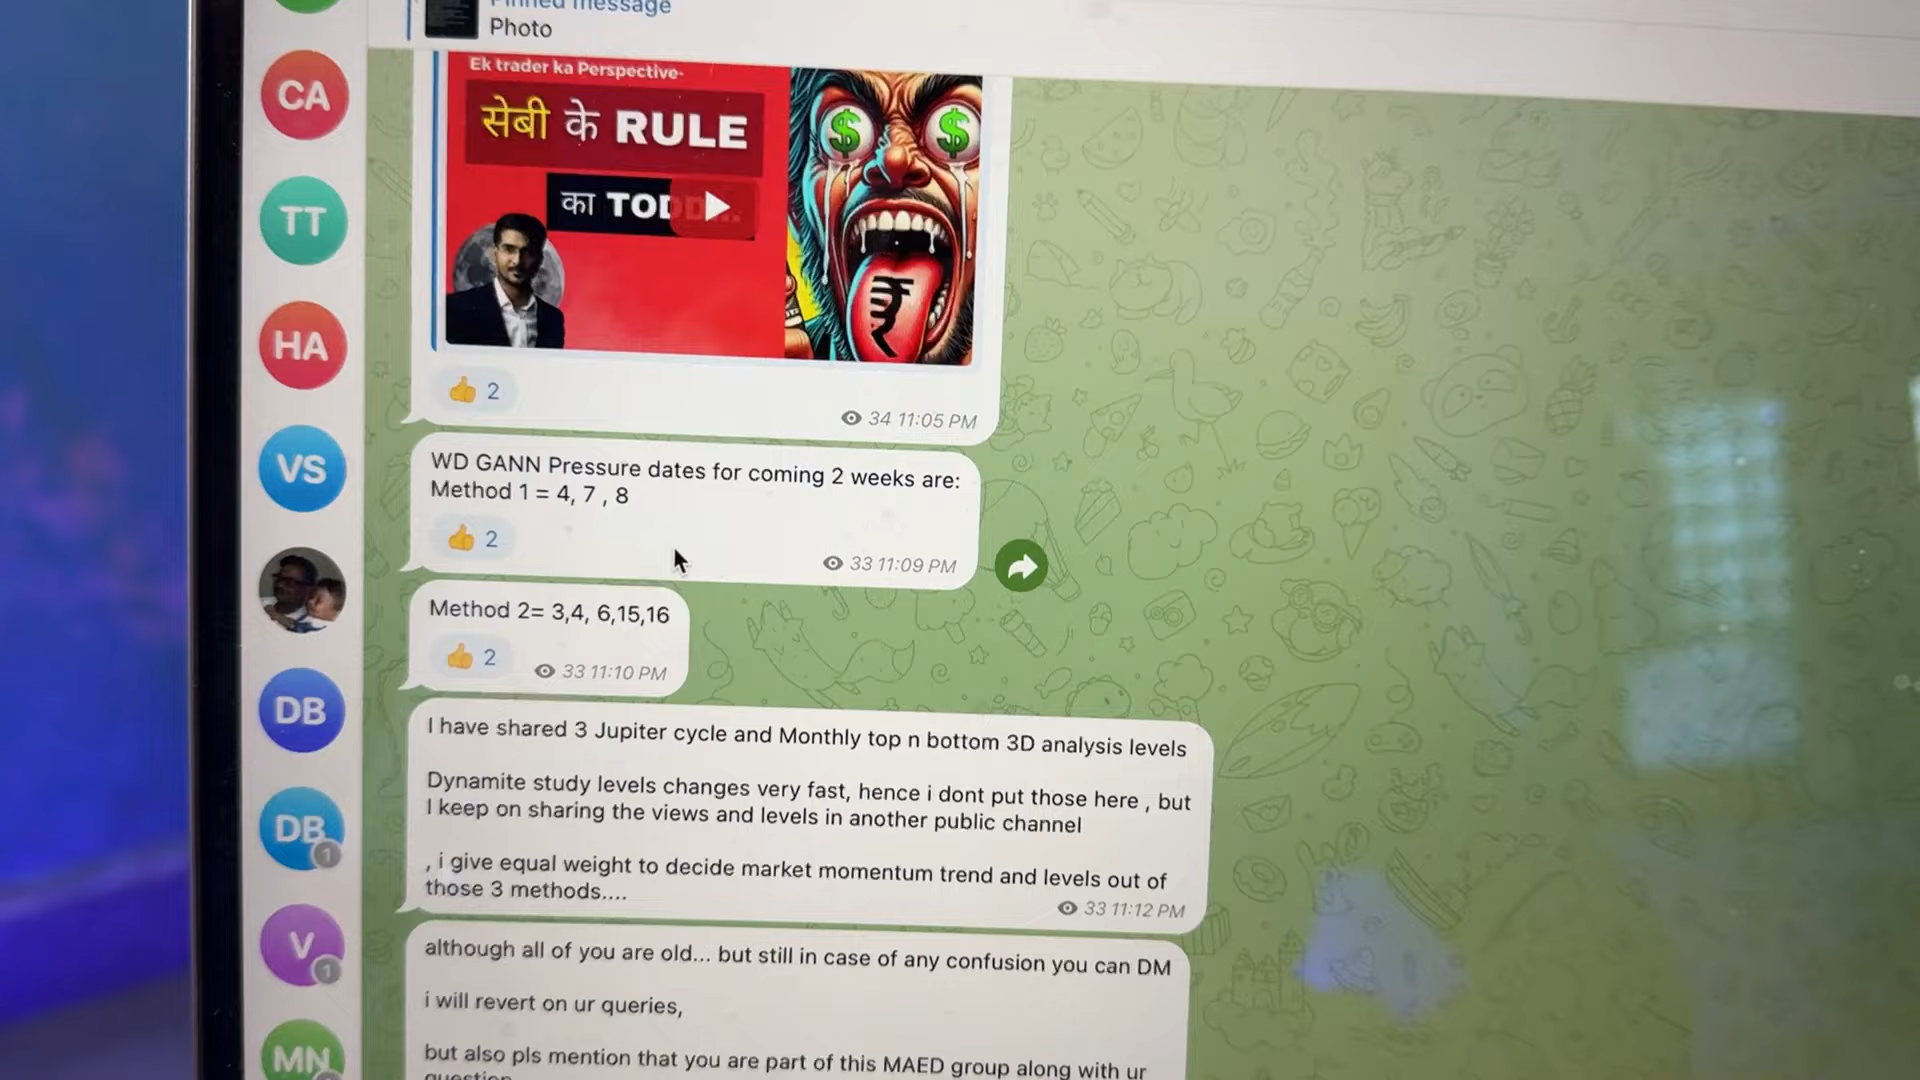 Pinned message
Photo
CA
TT
HA
VS
DB
DB
1
V
1
MN
Ek trader ka Perspective-
सेबी के RULE
का TODD...
₹
👍 2
34 11:05 PM
WD GANN Pressure dates for coming 2 weeks are:
Method 1 = 4, 7 , 8
👍 2
33 11:09 PM
Method 2= 3,4, 6,15,16
👍 2
33 11:10 PM
I have shared 3 Jupiter cycle and Monthly top n bottom 3D analysis levels
Dynamite study levels changes very fast, hence i dont put those here , but
I keep on sharing the views and levels in another public channel
, i give equal weight to decide market momentum trend and levels out of
those 3 methods....
33 11:12 PM
although all of you are old... but still in case of any confusion you can DM
i will revert on ur queries,
but also pls mention that you are part of this MAED group along with ur
question